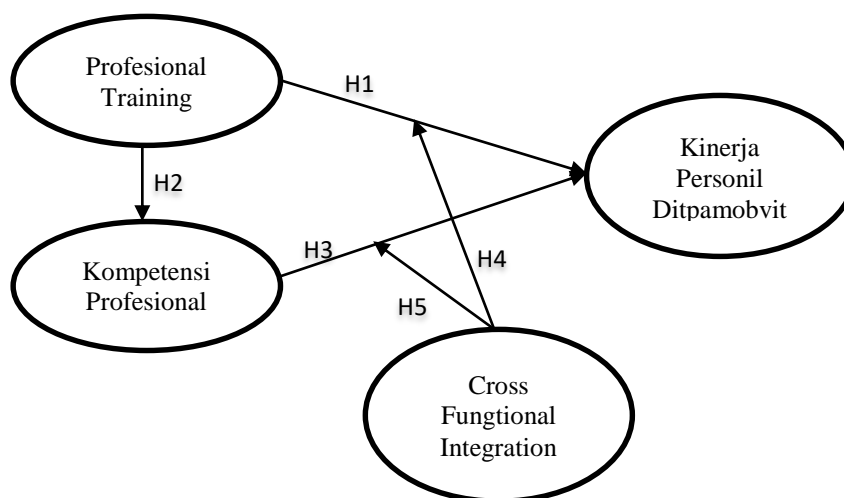 Profesional
Training
H1
Kinerja
Personil
Ditpamobvit
H2
Kompetensi
Profesional
H3
H4
H5
Cross
Fungtional
Integration